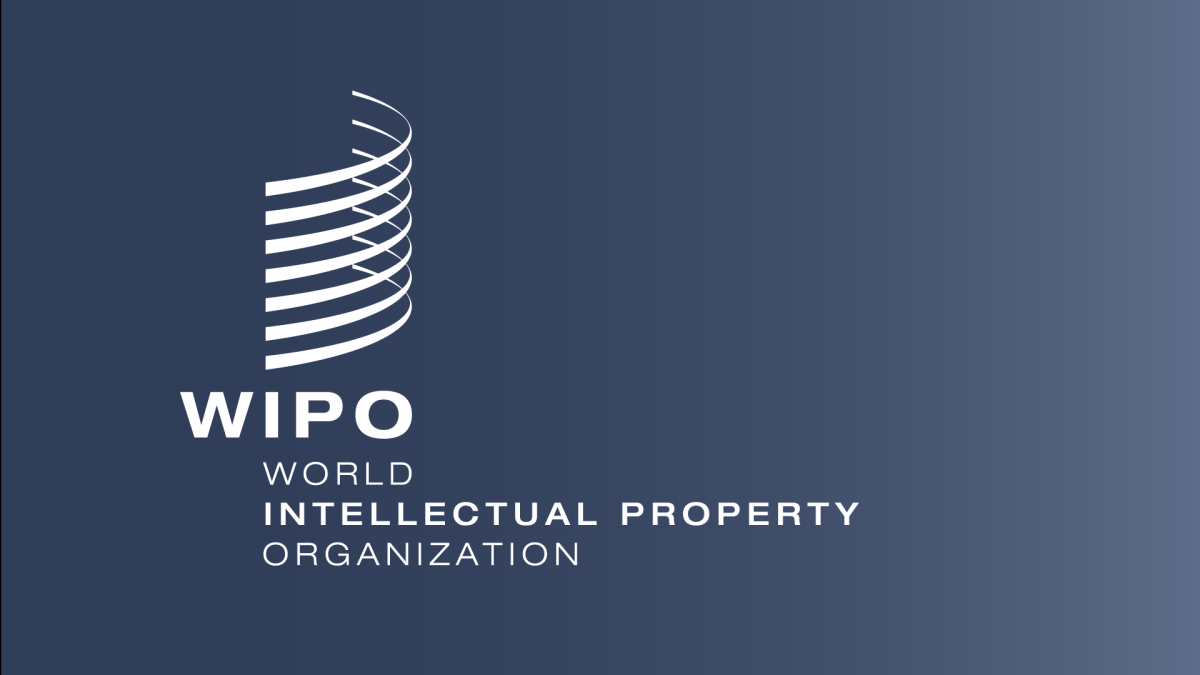 WIPO
WORLD
INTELLECTUAL PROPERTY
ORGANIZATION